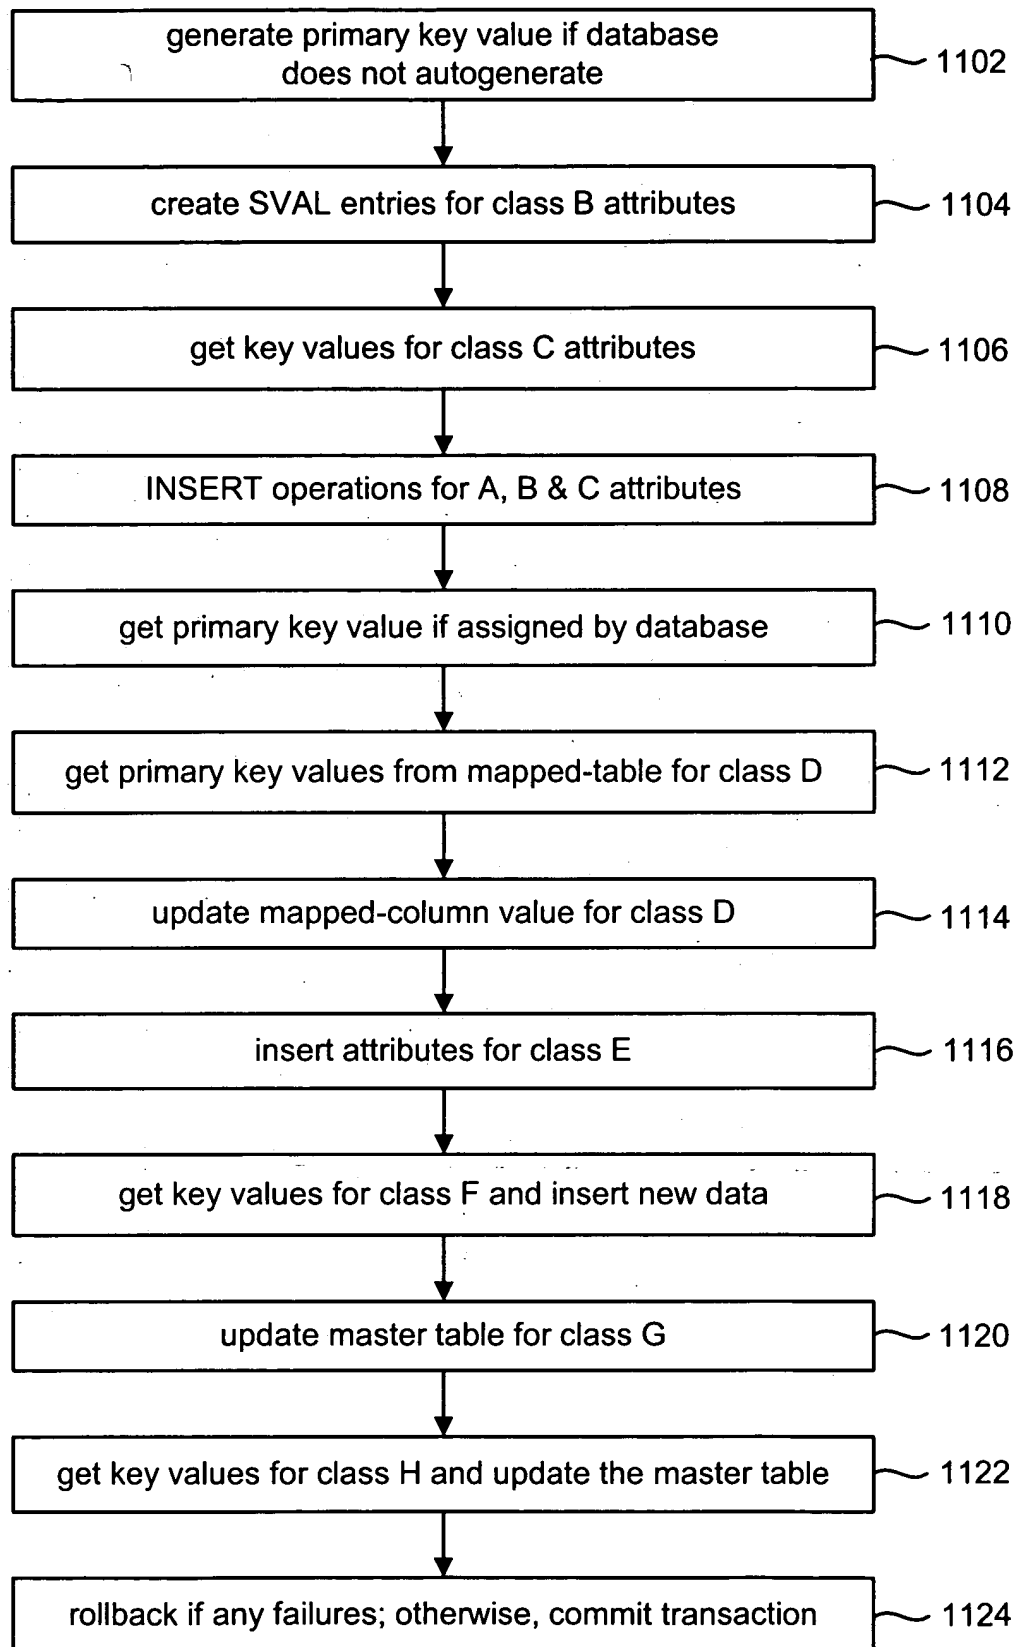 generate primary key value if database
does not autogenerate
1102
create SVAL entries for class B attributes
1104
get key values for class C attributes
1106
INSERT operations for A, B & C attributes
1108
get primary key value if assigned by database
1110
get primary key values from mapped-table for class D
1112
update mapped-column value for class D
1114
insert attributes for class E
1116
get key values for class F and insert new data
1118
update master table for class G
1120
get key values for class H and update the master table
1122
rollback if any failures; otherwise, commit transaction
1124